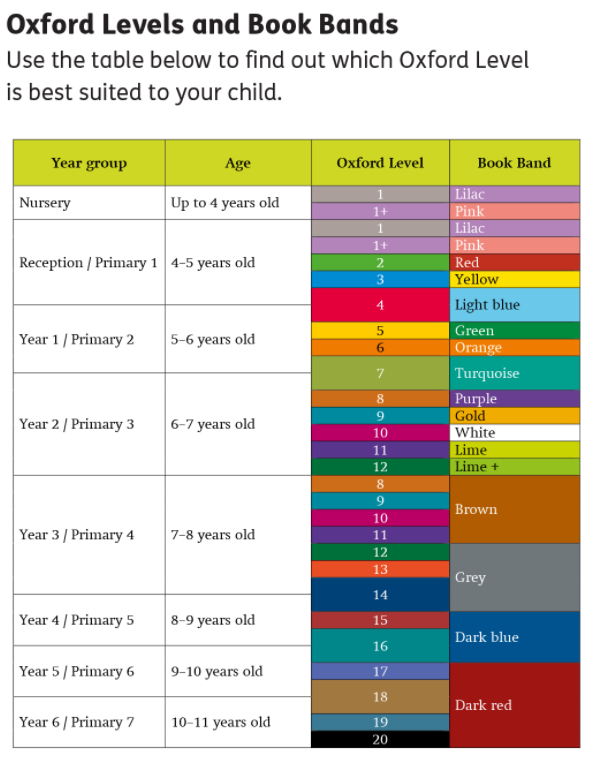 Oxford Levels and Book Bands
Use the table below to find out which Oxford Level
is best suited to your child.
Year group Age Oxford Level Book Band
Nursery Up to 4 years old
1 Lilac
1+ Pink
Reception / Primary 1 4–5 years old
1 Lilac
1+ Pink
2 Red
3 Yellow
4 Light blue
Year 1 / Primary 2 5–6 years old
5 Green
6 Orange
7 Turquoise
Year 2 / Primary 3 6–7 years old
8 Purple
9 Gold
10 White
11 Lime
12 Lime +
Year 3 / Primary 4 7–8 years old
8
9
10
11
Brown
12
13
14
Grey
Year 4 / Primary 5 8–9 years old
15
16
Dark blue
Year 5 / Primary 6 9–10 years old
17
18
Dark red
Year 6 / Primary 7 10–11 years old
19
20